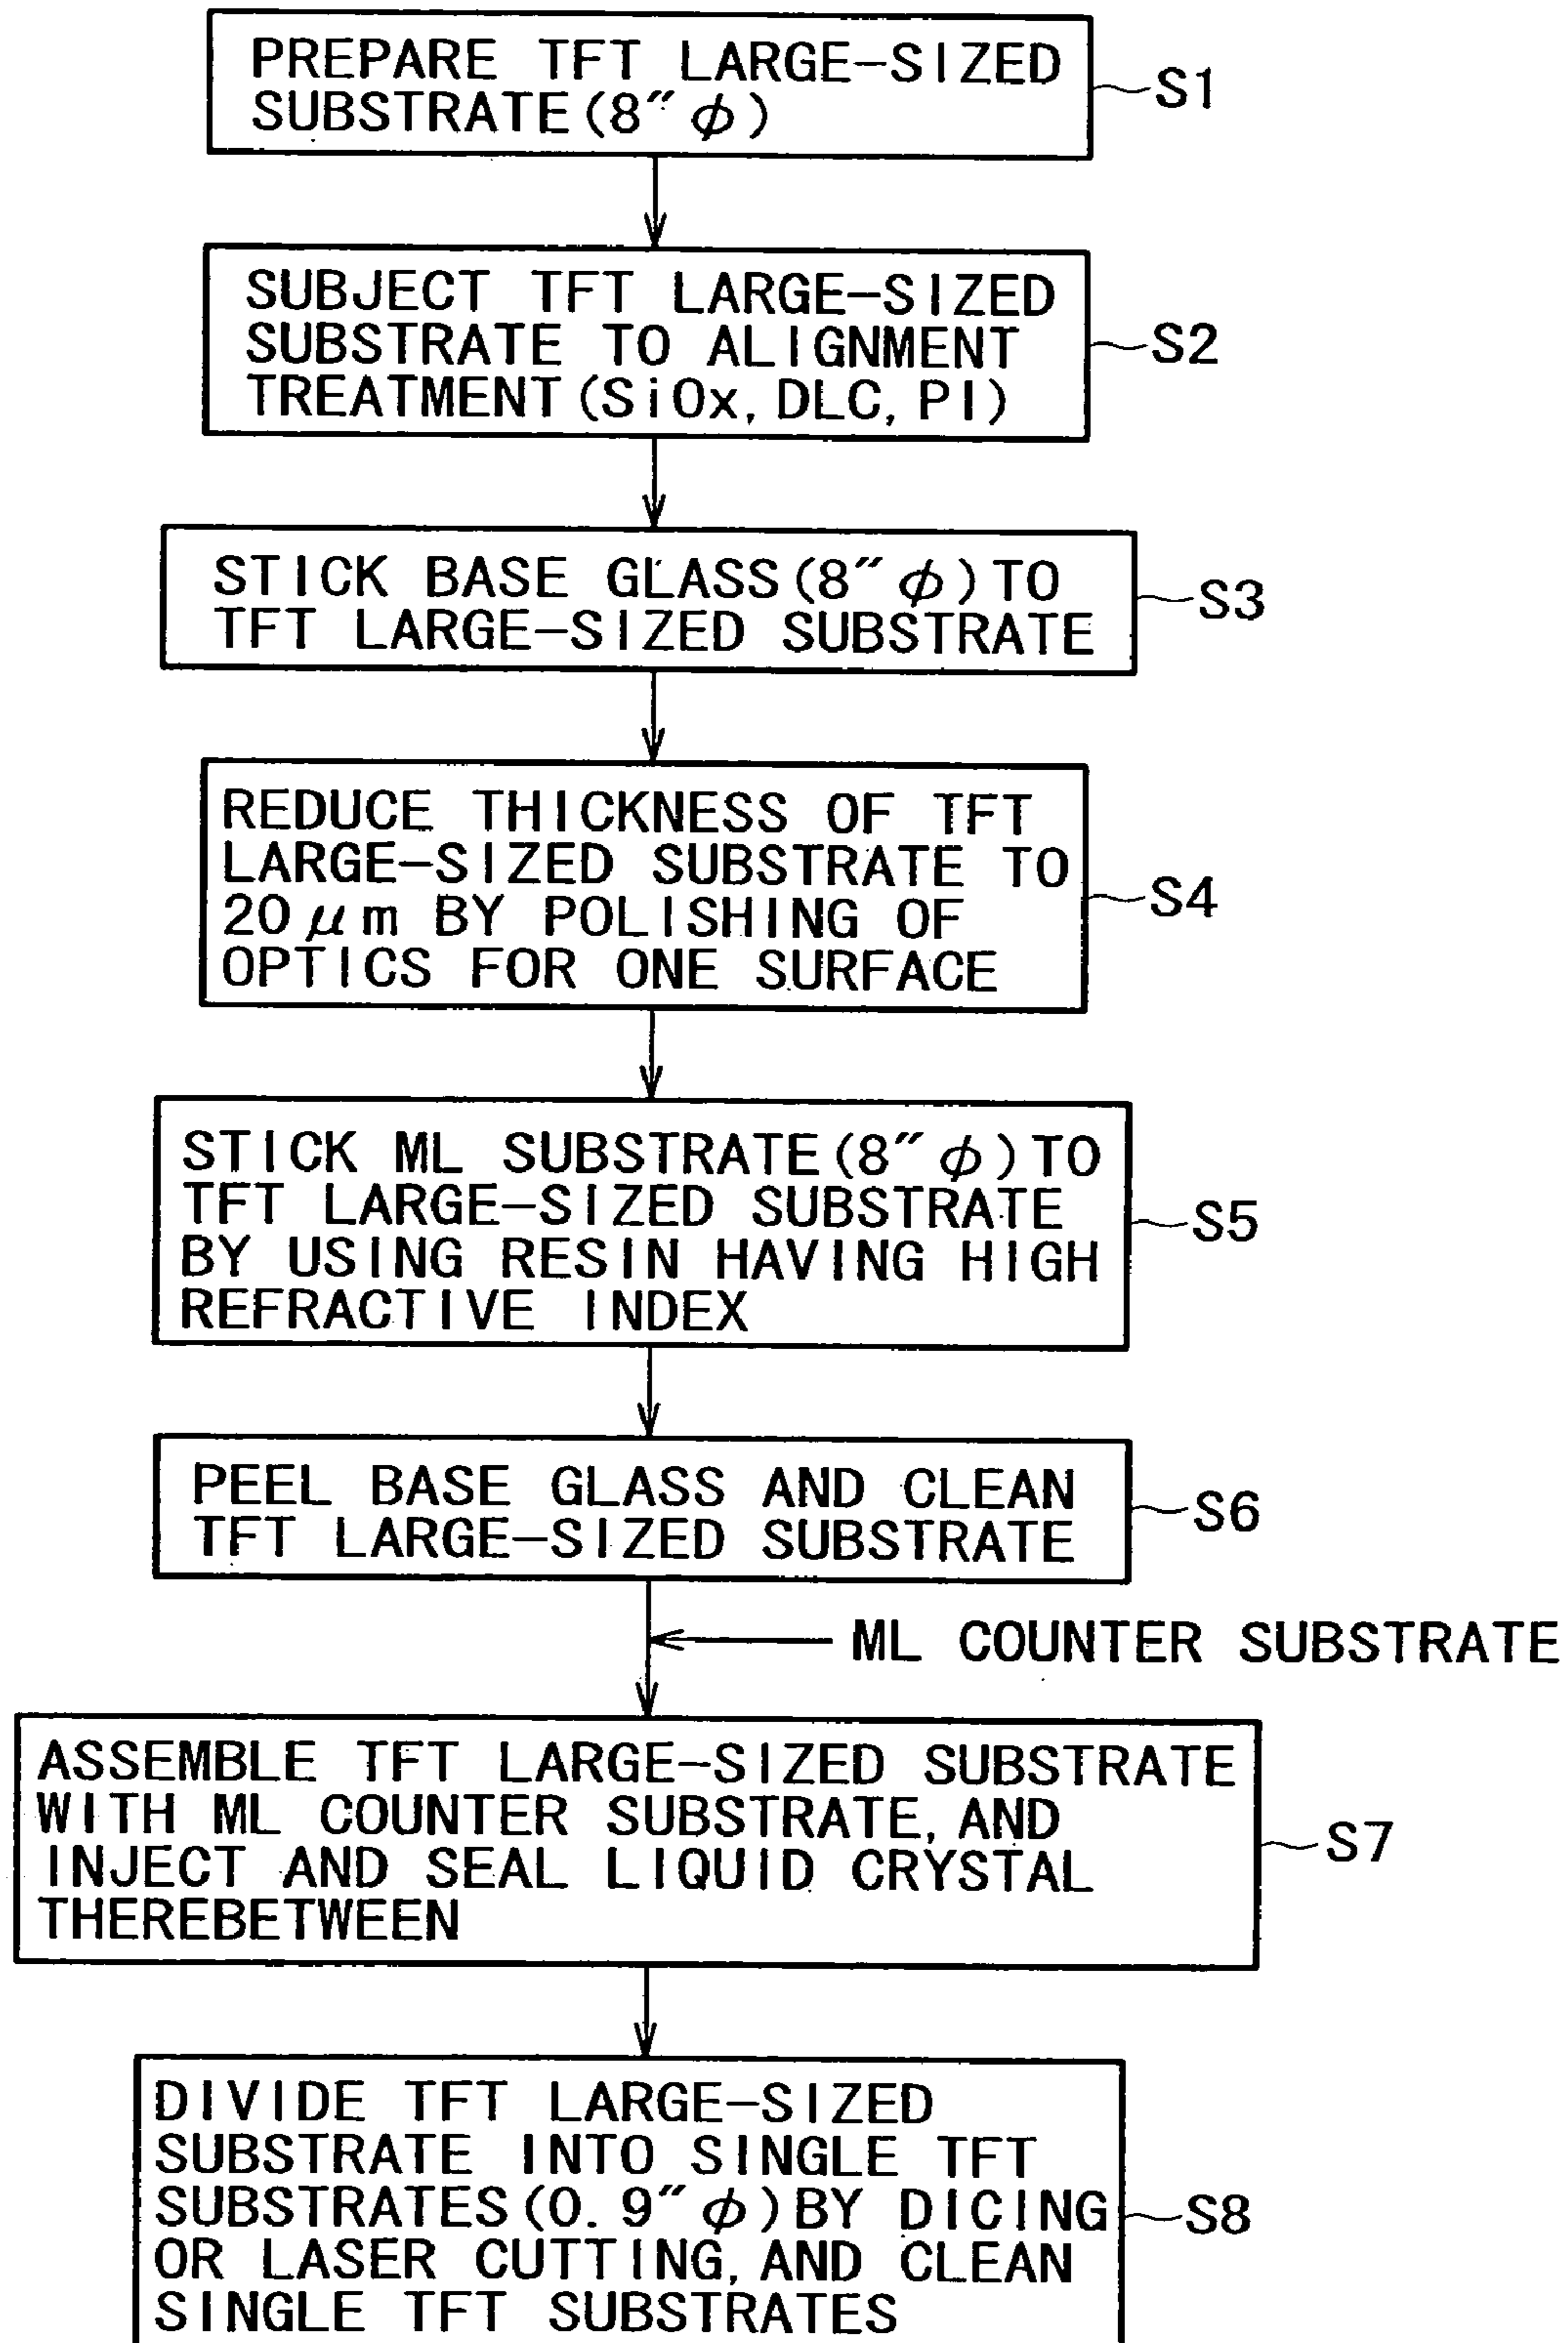 PREPARE TFT LARGE-SIZED
SUBSTRATE(8″φ)
S1
SUBJECT TFT LARGE-SIZED
SUBSTRATE TO ALIGNMENT
TREATMENT(SiOx, DLC, PI)
S2
STICK BASE GLASS(8″φ)TO
TFT LARGE-SIZED SUBSTRATE
S3
REDUCE THICKNESS OF TFT
LARGE-SIZED SUBSTRATE TO
20μm BY POLISHING OF
OPTICS FOR ONE SURFACE
S4
STICK ML SUBSTRATE(8″φ)TO
TFT LARGE-SIZED SUBSTRATE
BY USING RESIN HAVING HIGH
REFRACTIVE INDEX
S5
PEEL BASE GLASS AND CLEAN
TFT LARGE-SIZED SUBSTRATE
S6
ML COUNTER SUBSTRATE
ASSEMBLE TFT LARGE-SIZED SUBSTRATE
WITH ML COUNTER SUBSTRATE, AND
INJECT AND SEAL LIQUID CRYSTAL
THEREBETWEEN
S7
DIVIDE TFT LARGE-SIZED
SUBSTRATE INTO SINGLE TFT
SUBSTRATES(0.9″φ)BY DICING
OR LASER CUTTING, AND CLEAN
SINGLE TFT SUBSTRATES
S8